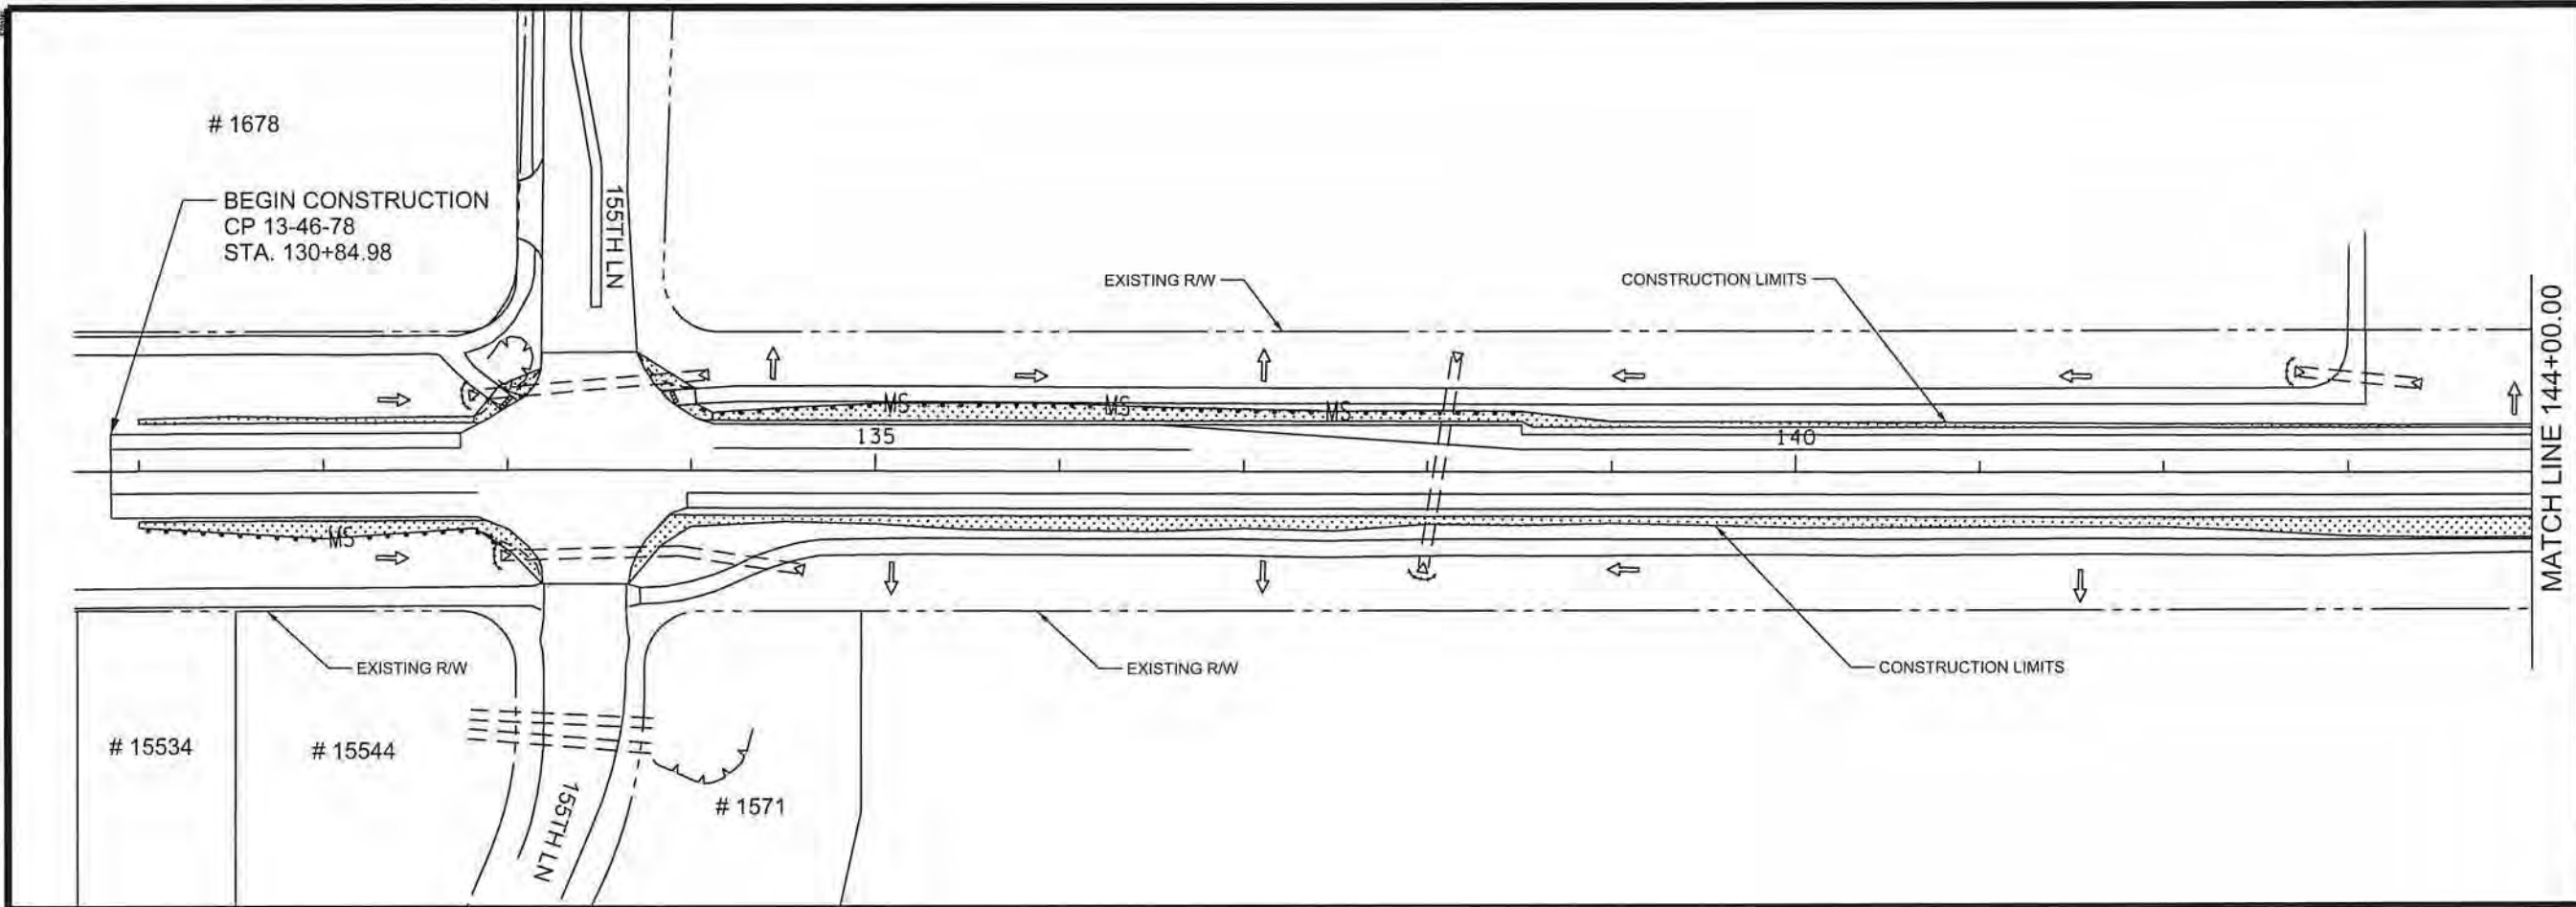 # 1678
BEGIN CONSTRUCTION
CP 13-46-78
STA. 130+84.98
155TH LN
EXISTING R/W
CONSTRUCTION LIMITS
MATCH LINE 144+00.00
MS
MS
MS
135
140
MS
EXISTING R/W
EXISTING R/W
CONSTRUCTION LIMITS
# 15534
# 15544
155TH LN
# 1571